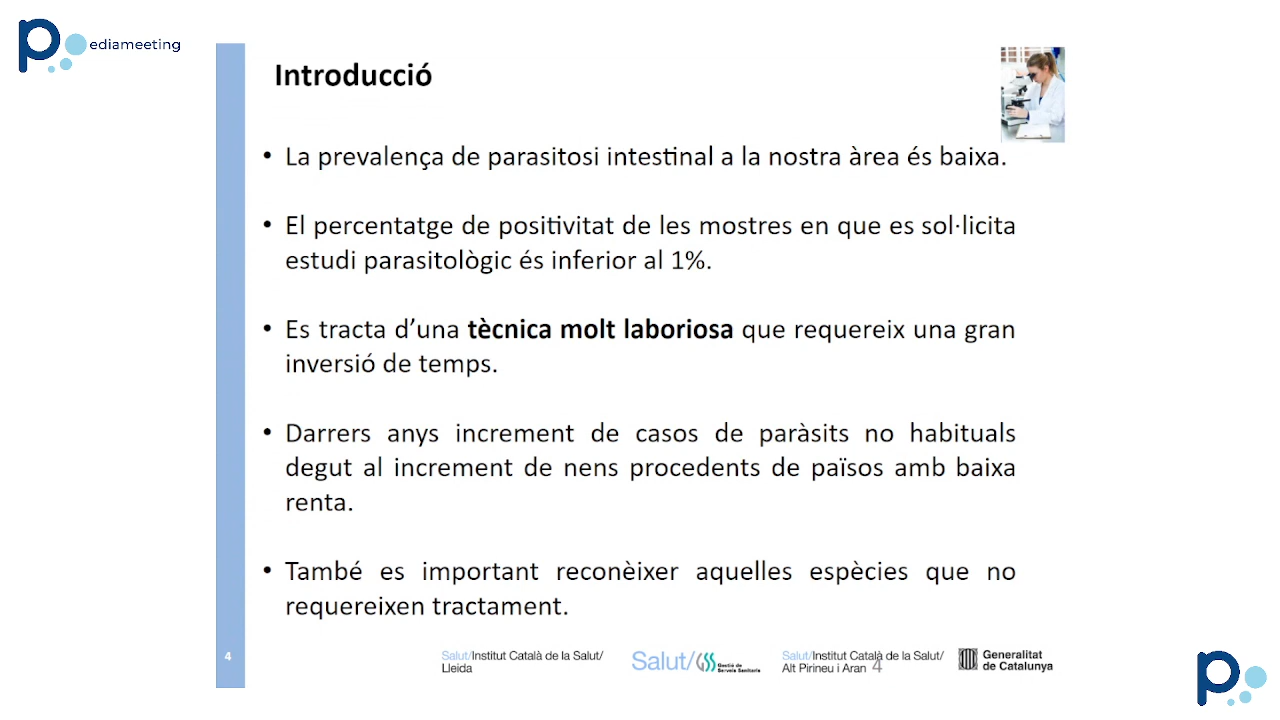 ediameeting
Introducció
• La prevalença de parasitosi intestinal a la nostra àrea és baixa.
• El percentatge de positivitat de les mostres en que es sol·licita
estudi parasitològic és inferior al 1%.
• Es tracta d’una tècnica molt laboriosa que requereix una gran
inversió de temps.
• Darrers anys increment de casos de paràsits no habituals
degut al increment de nens procedents de països amb baixa
renta.
• També es important reconèixer aquelles espècies que no
requereixen tractament.
4
Salut/Institut Català de la Salut/
Lleida
Salut/GSS Gestió de
Serveis Sanitaris
Salut/Institut Català de la Salut/
Alt Pirineu i Aran 4
Generalitat
de Catalunya